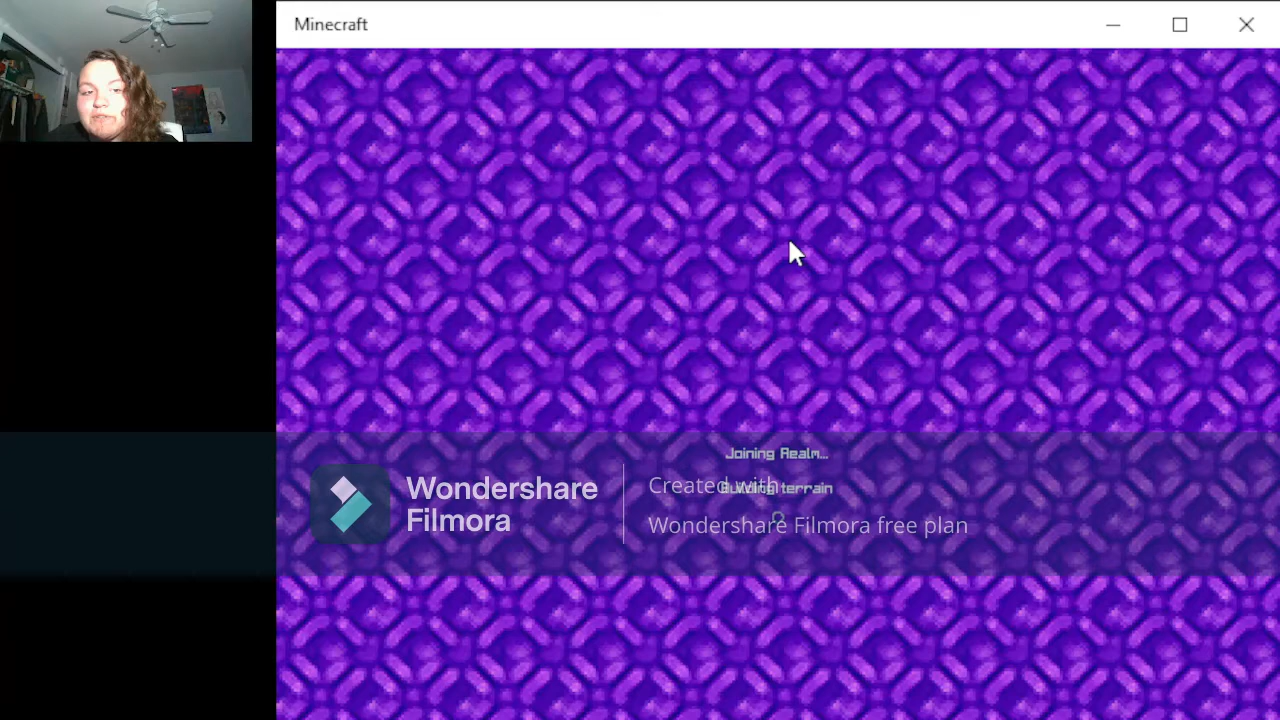 Minecraft
Joining Realm...
Building terrain
Wondershare
Filmora
Created with
Wondershare Filmora free plan